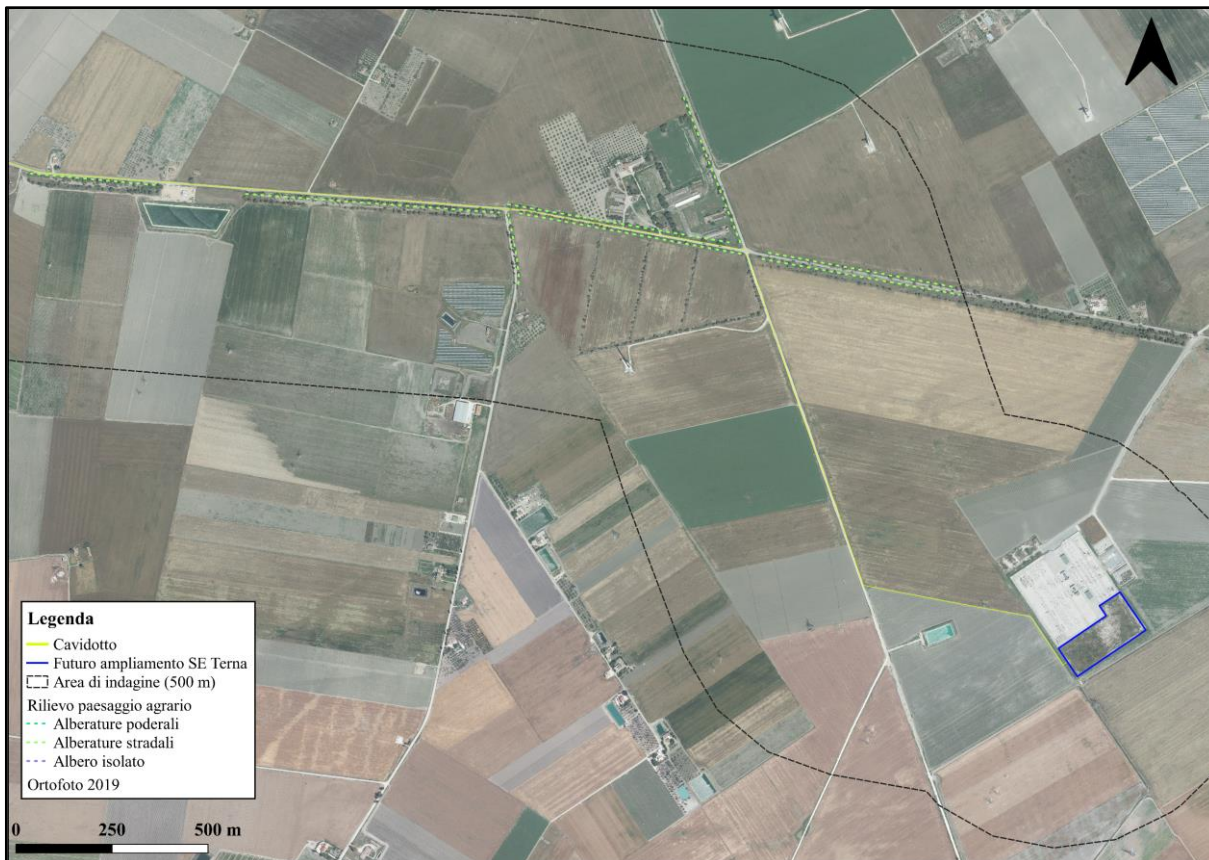 Legenda
Cavidotto
Futuro ampliamento SE Terna
Area di indagine (500 m)
Rilievo paesaggio agrario
Alberature poderali
Alberature stradali
Albero isolato
Ortofoto 2019
0 250 500 m